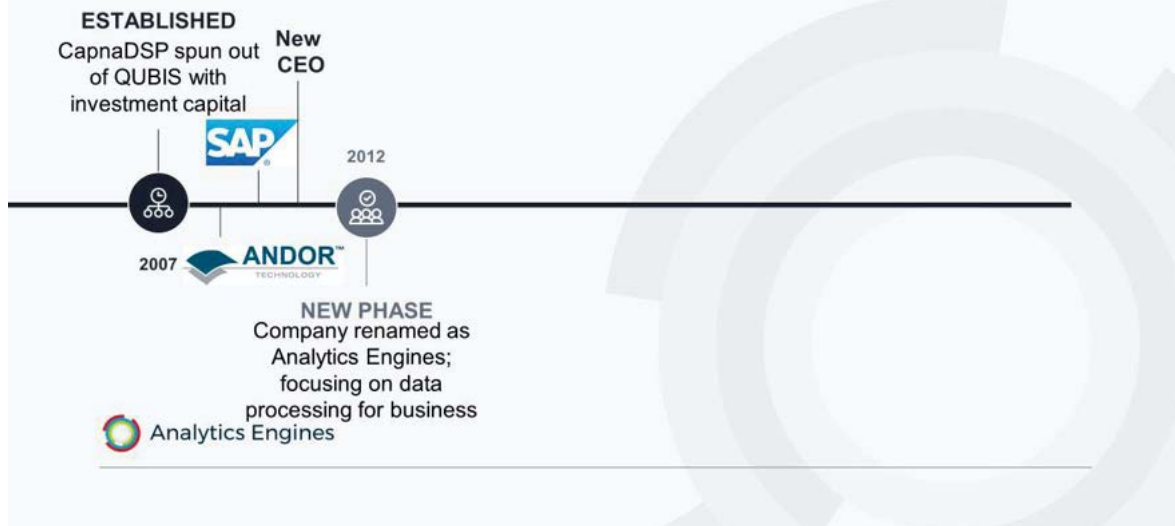 ESTABLISHED
CapnaDSP spun out
of QUBIS with
investment capital
New
CEO
SAP®
2012
2007
ANDOR™
TECHNOLOGY
NEW PHASE
Company renamed as
Analytics Engines;
focusing on data
processing for business
Analytics Engines